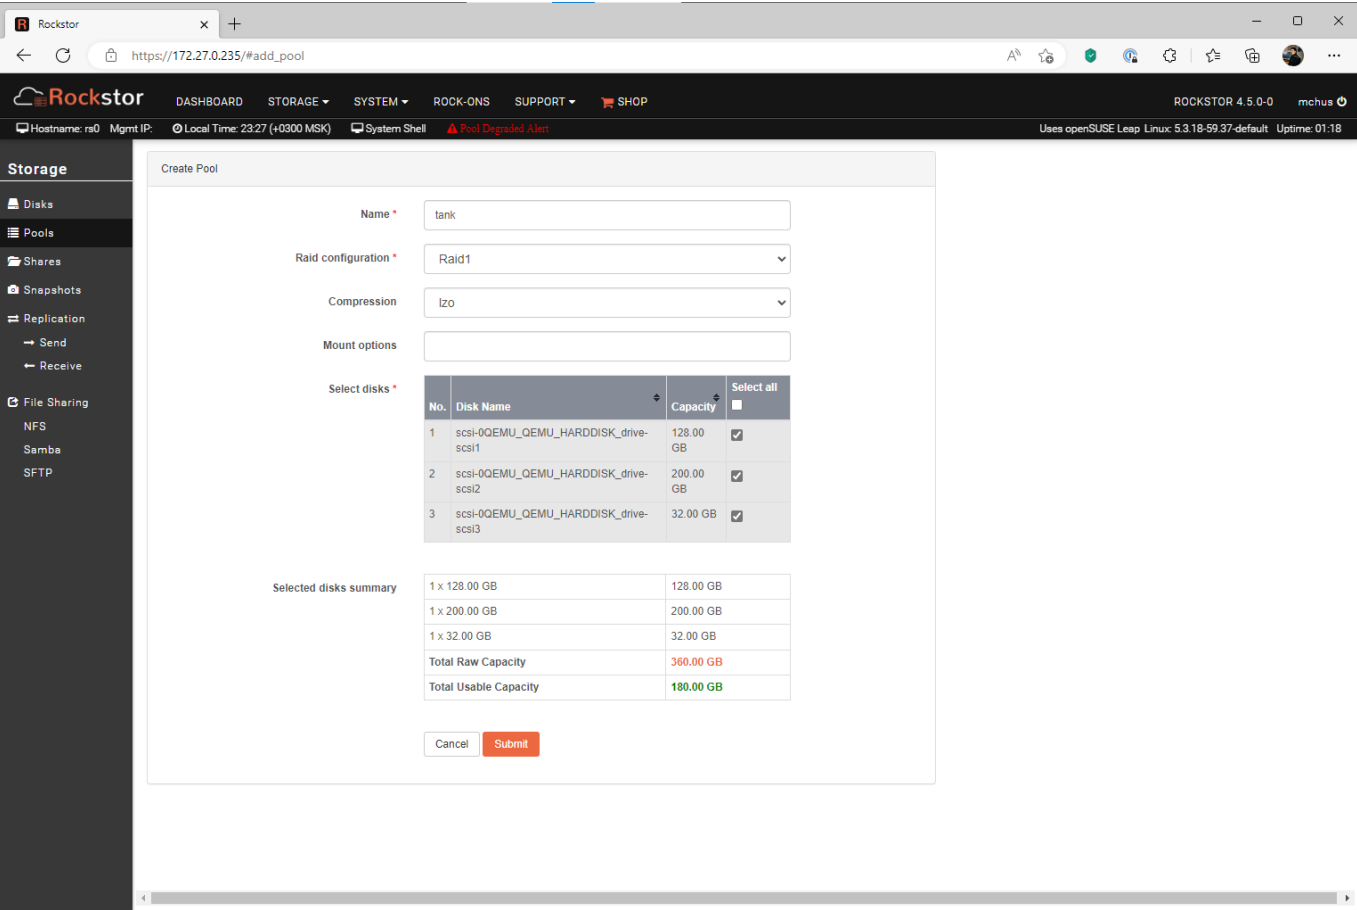 Rockstor
https://172.27.0.235/#add_pool
Rockstor DASHBOARD STORAGE SYSTEM ROCK-ONS SUPPORT SHOP ROCKSTOR 4.5.0-0 mchus
Hostname: rs0 Mgmt IP: Local Time: 23:27 (+0300 MSK) System Shell Pool Degraded Alert Uses openSUSE Leap Linux: 5.3.18-59.37-default Uptime: 01:18
Storage
Disks
Pools
Shares
Snapshots
Replication
Send
Receive
File Sharing
NFS
Samba
SFTP
Create Pool
Name *
tank
Raid configuration *
Raid1
Compression
lzo
Mount options
Select disks *
No. Disk Name Capacity Select all
1 scsi-0QEMU_QEMU_HARDDISK_drive- 128.00
scsi1 GB
2 scsi-0QEMU_QEMU_HARDDISK_drive- 200.00
scsi2 GB
3 scsi-0QEMU_QEMU_HARDDISK_drive- 32.00 GB
scsi3
Selected disks summary
1 x 128.00 GB 128.00 GB
1 x 200.00 GB 200.00 GB
1 x 32.00 GB 32.00 GB
Total Raw Capacity 360.00 GB
Total Usable Capacity 180.00 GB
Cancel Submit